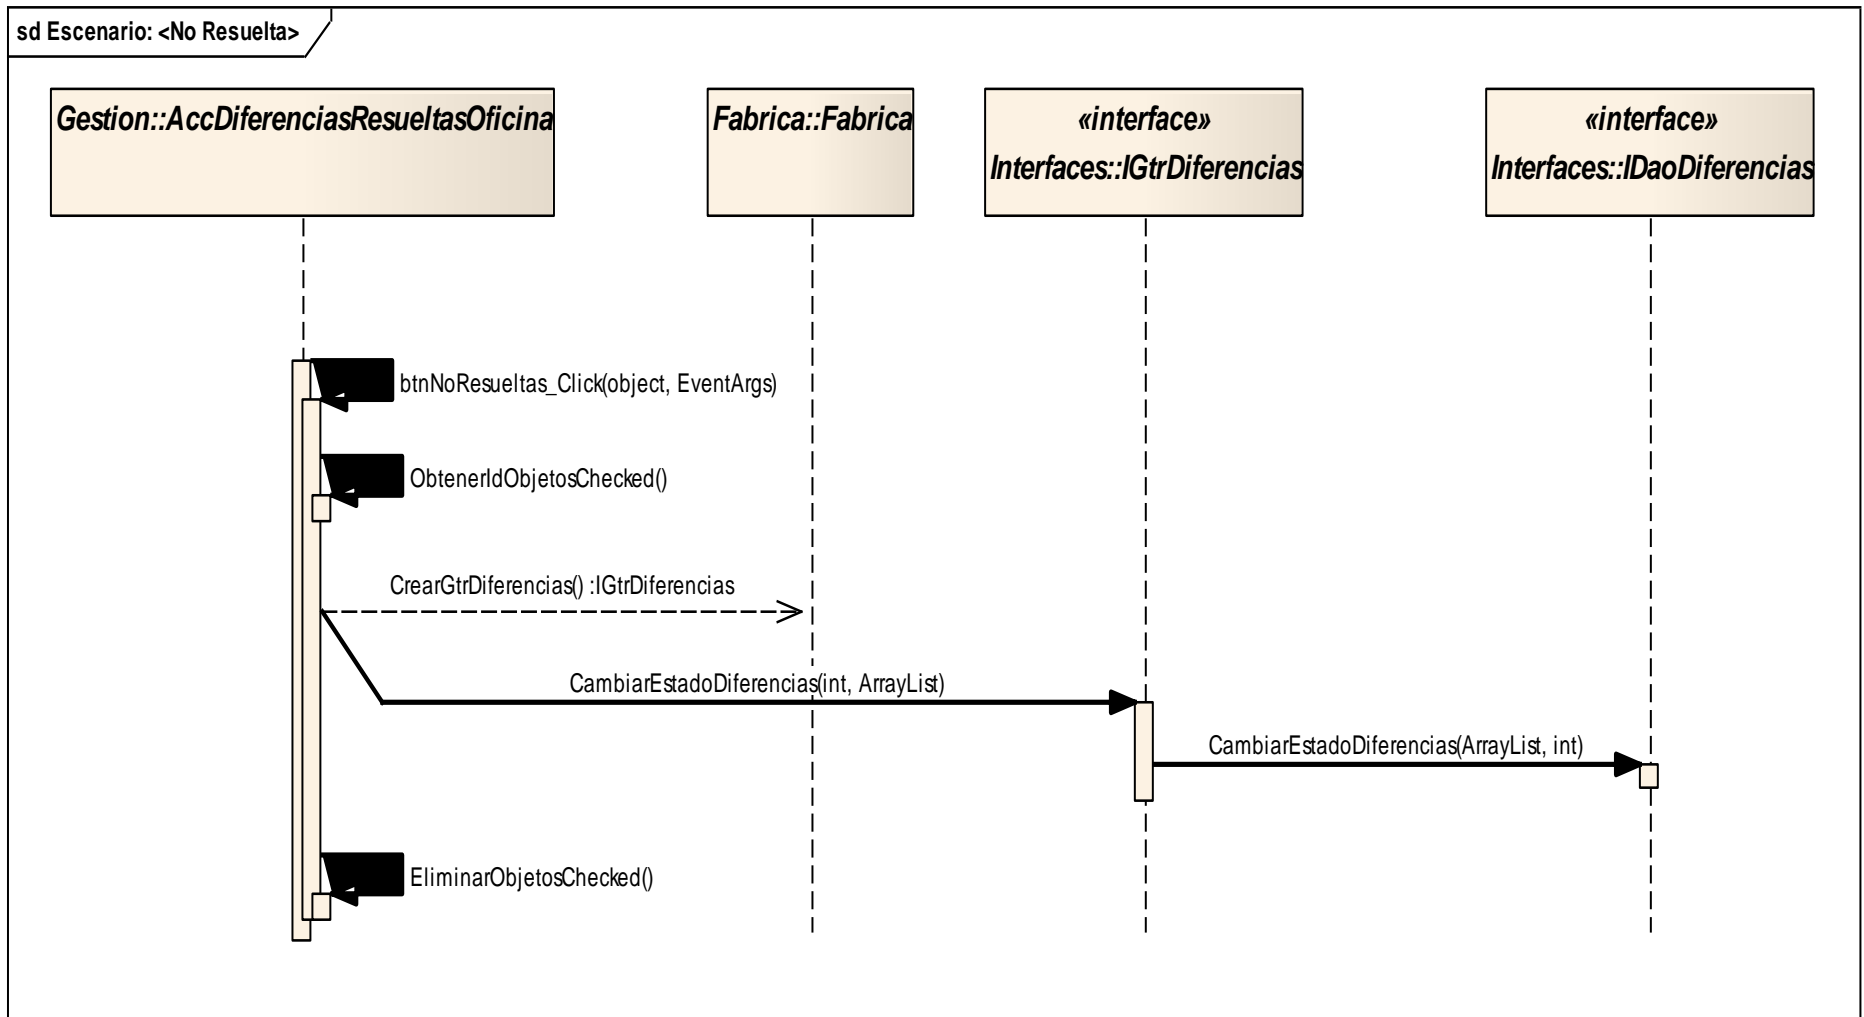 sd Escenario: <No Resuelta>
Gestion::AccDiferenciasResueltasOficina
Fabrica::Fabrica
«interface»
Interfaces::IGtrDiferencias
«interface»
Interfaces::IDaoDiferencias
btnNoResueltas_Click(object, EventArgs)
ObtenerIdObjetosChecked()
CrearGtrDiferencias() :IGtrDiferencias
CambiarEstadoDiferencias(int, ArrayList)
CambiarEstadoDiferencias(ArrayList, int)
EliminarObjetosChecked()